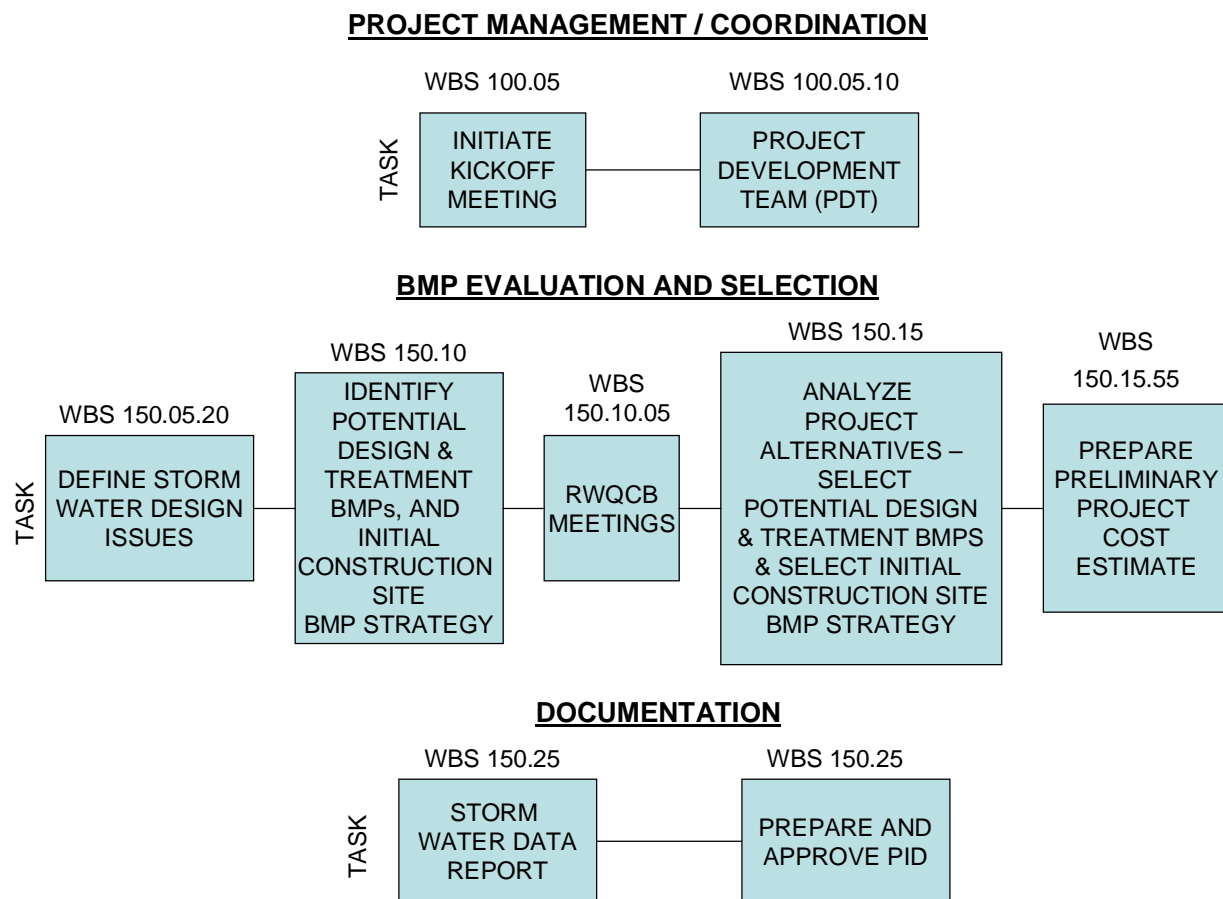 PROJECT MANAGEMENT / COORDINATION
WBS 100.05
WBS 100.05.10
TASK
INITIATE
KICKOFF
MEETING
PROJECT
DEVELOPMENT
TEAM (PDT)
BMP EVALUATION AND SELECTION
TASK
WBS 150.05.20
DEFINE STORM
WATER DESIGN
ISSUES
WBS 150.10
IDENTIFY
POTENTIAL
DESIGN &
TREATMENT
BMPs, AND
INITIAL
CONSTRUCTION
SITE
BMP STRATEGY
WBS
150.10.05
RWQCB
MEETINGS
WBS 150.15
ANALYZE
PROJECT
ALTERNATIVES –
SELECT
POTENTIAL DESIGN
& TREATMENT BMPS
& SELECT INITIAL
CONSTRUCTION SITE
BMP STRATEGY
WBS
150.15.55
PREPARE
PRELIMINARY
PROJECT
COST
ESTIMATE
DOCUMENTATION
WBS 150.25
WBS 150.25
TASK
STORM
WATER DATA
REPORT
PREPARE AND
APPROVE PID